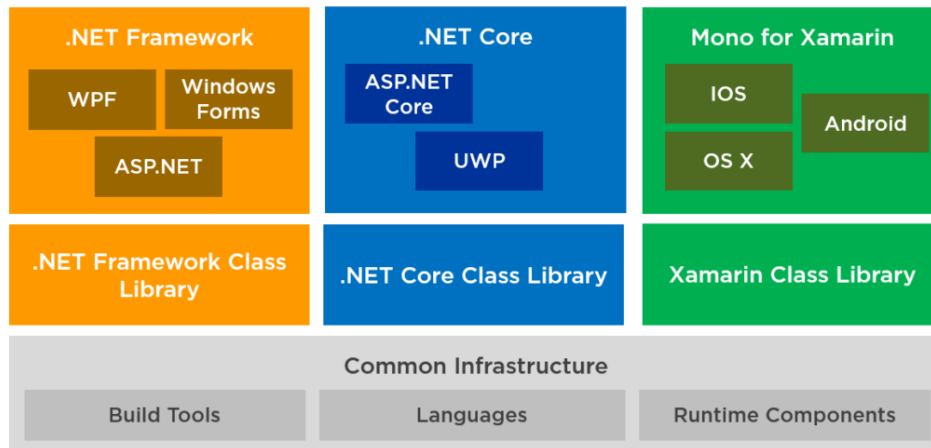 .NET Framework
WPF
Windows
Forms
ASP.NET
.NET Core
ASP.NET
Core
UWP
Mono for Xamarin
IOS
Android
OS X
.NET Framework Class
Library
.NET Core Class Library
Xamarin Class Library
Common Infrastructure
Build Tools
Languages
Runtime Components